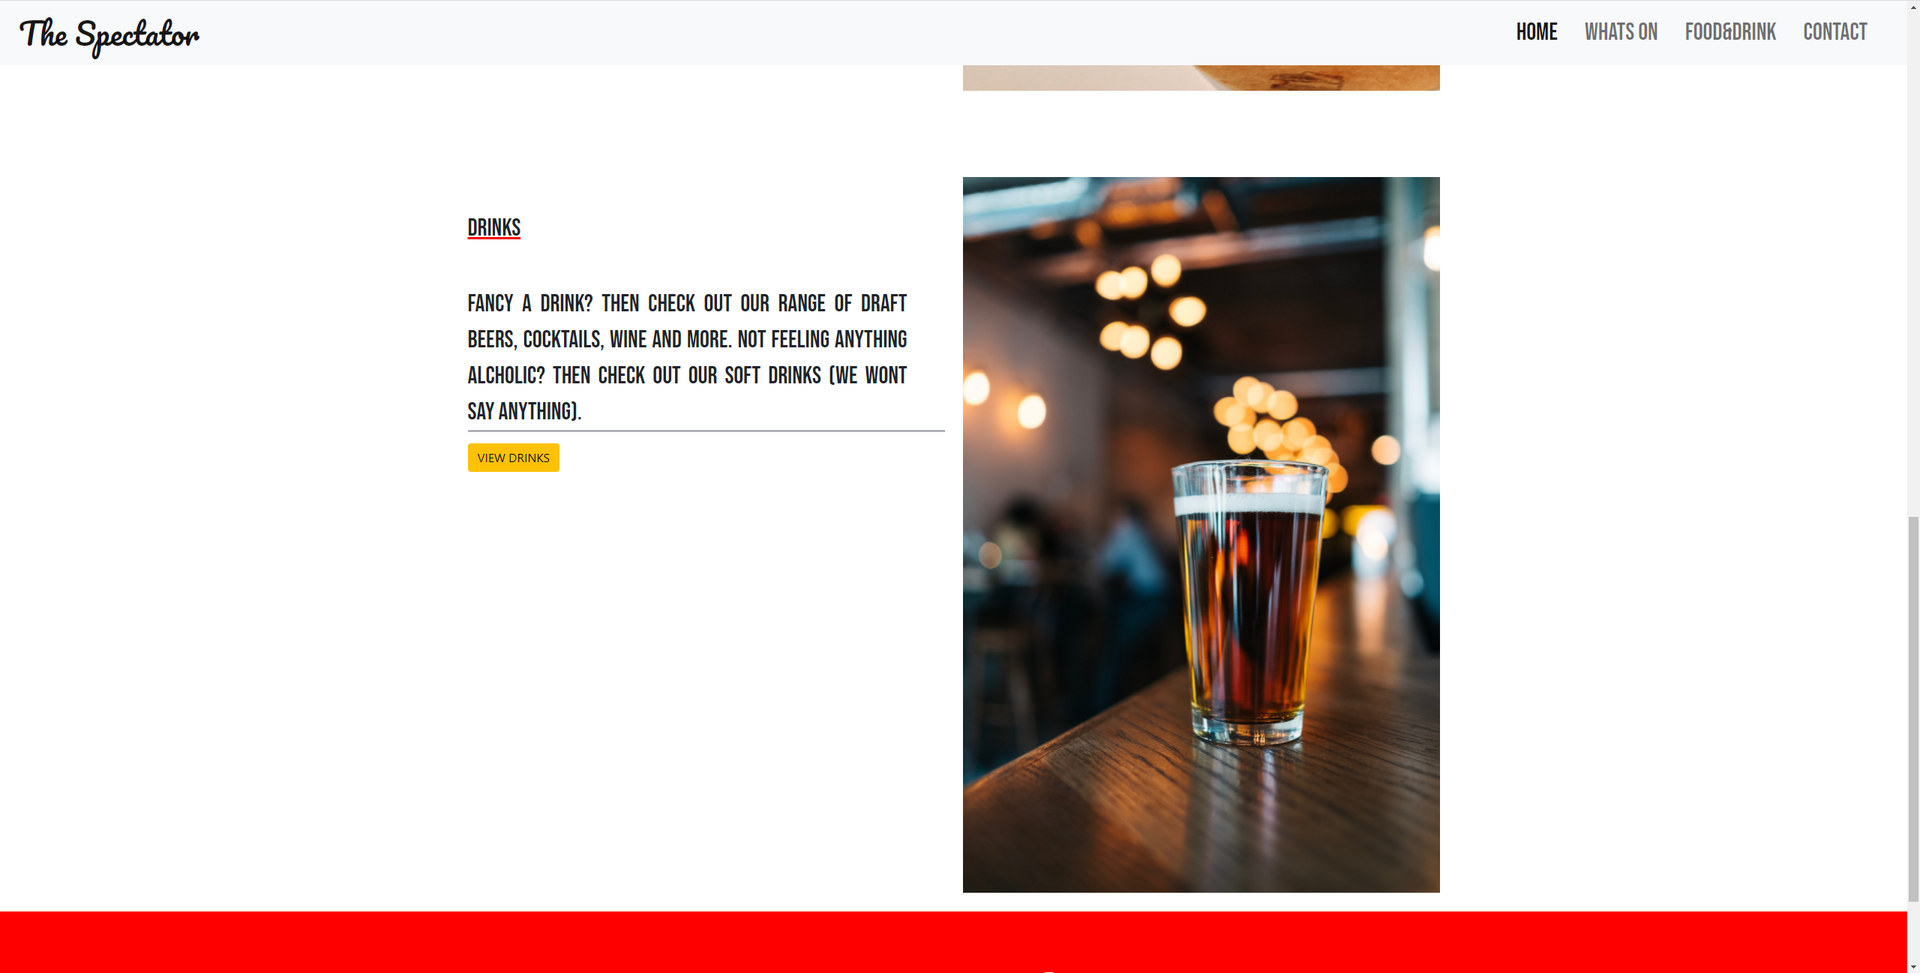 The Spectator
HOME WHATS ON FOOD&DRINK CONTACT
DRINKS
FANCY A DRINK? THEN CHECK OUT OUR RANGE OF DRAFT
BEERS, COCKTAILS, WINE AND MORE. NOT FEELING ANYTHING
ALCHOLIC? THEN CHECK OUT OUR SOFT DRINKS (WE WONT
SAY ANYTHING).
VIEW DRINKS